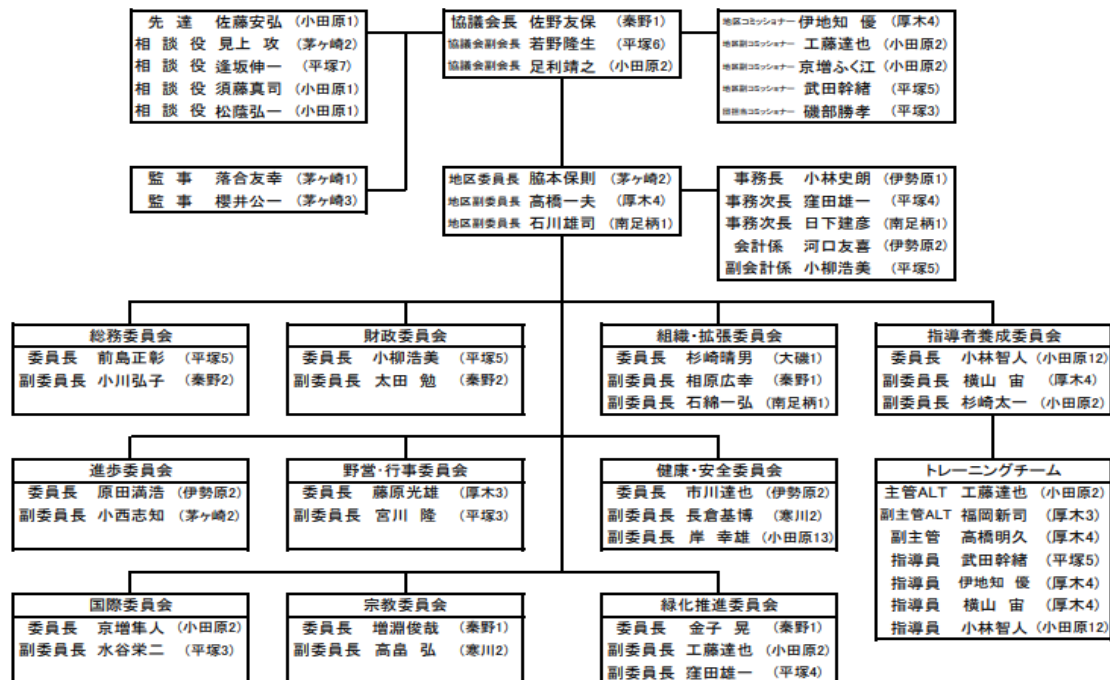 先　達　佐藤安弘　(小田原1)
相　談　役　見上　攻　(茅ヶ崎2)
相　談　役　逢坂伸一　(平塚7)
相　談　役　須藤真司　(小田原1)
相　談　役　松蔭弘一　(小田原1)
協議会長　佐野友保　(秦野1)
協議会副会長　若野隆生　(平塚6)
協議会副会長　足利靖之　(小田原2)
地区コミッショナー　伊地知　優　(厚木4)
地区副コミッショナー　工藤達也　(小田原2)
地区副コミッショナー　京増ふく江　(小田原2)
地区副コミッショナー　武田幹緒　(平塚5)
団担当コミッショナー　磯部勝孝　(平塚3)
監　事　落合友幸　(茅ヶ崎1)
監　事　櫻井公一　(茅ヶ崎3)
地区委員長　脇本保則　(茅ヶ崎2)
地区副委員長　高橋一夫　(厚木4)
地区副委員長　石川雄司　(南足柄1)
事務長　小林史朗　(伊勢原1)
事務次長　窪田雄一　(平塚4)
事務次長　日下建彦　(南足柄1)
会計係　河口友喜　(伊勢原2)
副会計係　小柳浩美　(平塚5)
総務委員会
委員長　前島正彰　(平塚5)
副委員長　小川弘子　(秦野2)
財政委員会
委員長　小柳浩美　(平塚5)
副委員長　太田　勉　(秦野2)
組織・拡張委員会
委員長　杉崎晴男　(大磯1)
副委員長　相原広幸　(秦野1)
副委員長　石綿一弘　(南足柄1)
指導者養成委員会
委員長　小林智人　(小田原12)
副委員長　横山　宙　(厚木4)
副委員長　杉崎太一　(小田原2)
進歩委員会
委員長　原田満浩　(伊勢原2)
副委員長　小西志知　(茅ヶ崎2)
野営・行事委員会
委員長　藤原光雄　(厚木3)
副委員長　宮川　隆　(平塚3)
健康・安全委員会
委員長　市川達也　(伊勢原2)
副委員長　長倉基博　(寒川2)
副委員長　岸　幸雄　(小田原13)
トレーニングチーム
主管ALT　工藤達也　(小田原2)
副主管ALT　福岡新司　(厚木3)
副主管　高橋明久　(厚木4)
指導員　武田幹緒　(平塚5)
指導員　伊地知　優　(厚木4)
指導員　横山　宙　(厚木4)
指導員　小林智人　(小田原12)
国際委員会
委員長　京増隼人　(小田原2)
副委員長　水谷栄二　(平塚3)
宗教委員会
委員長　増淵俊哉　(秦野1)
副委員長　高畠　弘　(寒川2)
緑化推進委員会
委員長　金子　晃　(秦野1)
副委員長　工藤達也　(小田原2)
副委員長　窪田雄一　(平塚4)